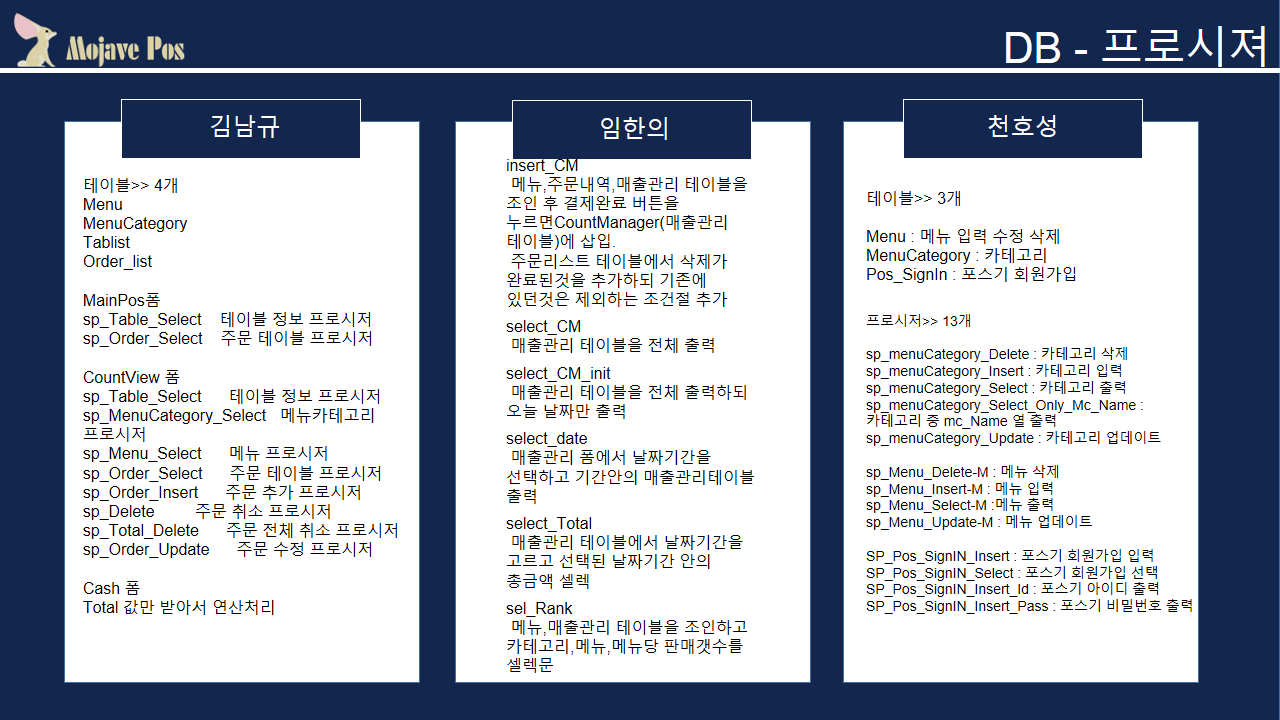 Mojave Pos
DB - 프로시져
김남규
테이블>> 4개
Menu
MenuCategory
Tablist
Order_list
MainPos폼
sp_Table_Select 테이블 정보 프로시저
sp_Order_Select 주문 테이블 프로시저
CountView 폼
sp_Table_Select 테이블 정보 프로시저
sp_MenuCategory_Select 메뉴카테고리
프로시저
sp_Menu_Select 메뉴 프로시저
sp_Order_Select 주문 테이블 프로시저
sp_Order_Insert 주문 추가 프로시저
sp_Delete 주문 취소 프로시저
sp_Total_Delete 주문 전체 취소 프로시저
sp_Order_Update 주문 수정 프로시저
Cash 폼
Total 값만 받아서 연산처리
임한의
insert_CM
메뉴,주문내역,매출관리 테이블을
조인 후 결제완료 버튼을
누르면CountManager(매출관리
테이블)에 삽입.
주문리스트 테이블에서 삭제가
완료된것을 추가하되 기존에
있던것은 제외하는 조건절 추가
select_CM
매출관리 테이블을 전체 출력
select_CM_init
매출관리 테이블을 전체 출력하되
오늘 날짜만 출력
select_date
매출관리 폼에서 날짜기간을
선택하고 기간안의 매출관리테이블
출력
select_Total
매출관리 테이블에서 날짜기간을
고르고 선택된 날짜기간 안의
총금액 셀렉
sel_Rank
메뉴,매출관리 테이블을 조인하고
카테고리,메뉴,메뉴당 판매갯수를
셀렉문
천호성
테이블>> 3개
Menu : 메뉴 입력 수정 삭제
MenuCategory : 카테고리
Pos_SignIn : 포스기 회원가입
프로시저>> 13개
sp_menuCategory_Delete : 카테고리 삭제
sp_menuCategory_Insert : 카테고리 입력
sp_menuCategory_Select : 카테고리 출력
sp_menuCategory_Select_Only_Mc_Name :
카테고리 중 mc_Name 열 출력
sp_menuCategory_Update : 카테고리 업데이트
sp_Menu_Delete-M : 메뉴 삭제
sp_Menu_Insert-M : 메뉴 입력
sp_Menu_Select-M :메뉴 출력
sp_Menu_Update-M : 메뉴 업데이트
SP_Pos_SignIN_Insert : 포스기 회원가입 입력
SP_Pos_SignIN_Select : 포스기 회원가입 선택
SP_Pos_SignIN_Insert_Id : 포스기 아이디 출력
SP_Pos_SignIN_Insert_Pass : 포스기 비밀번호 출력